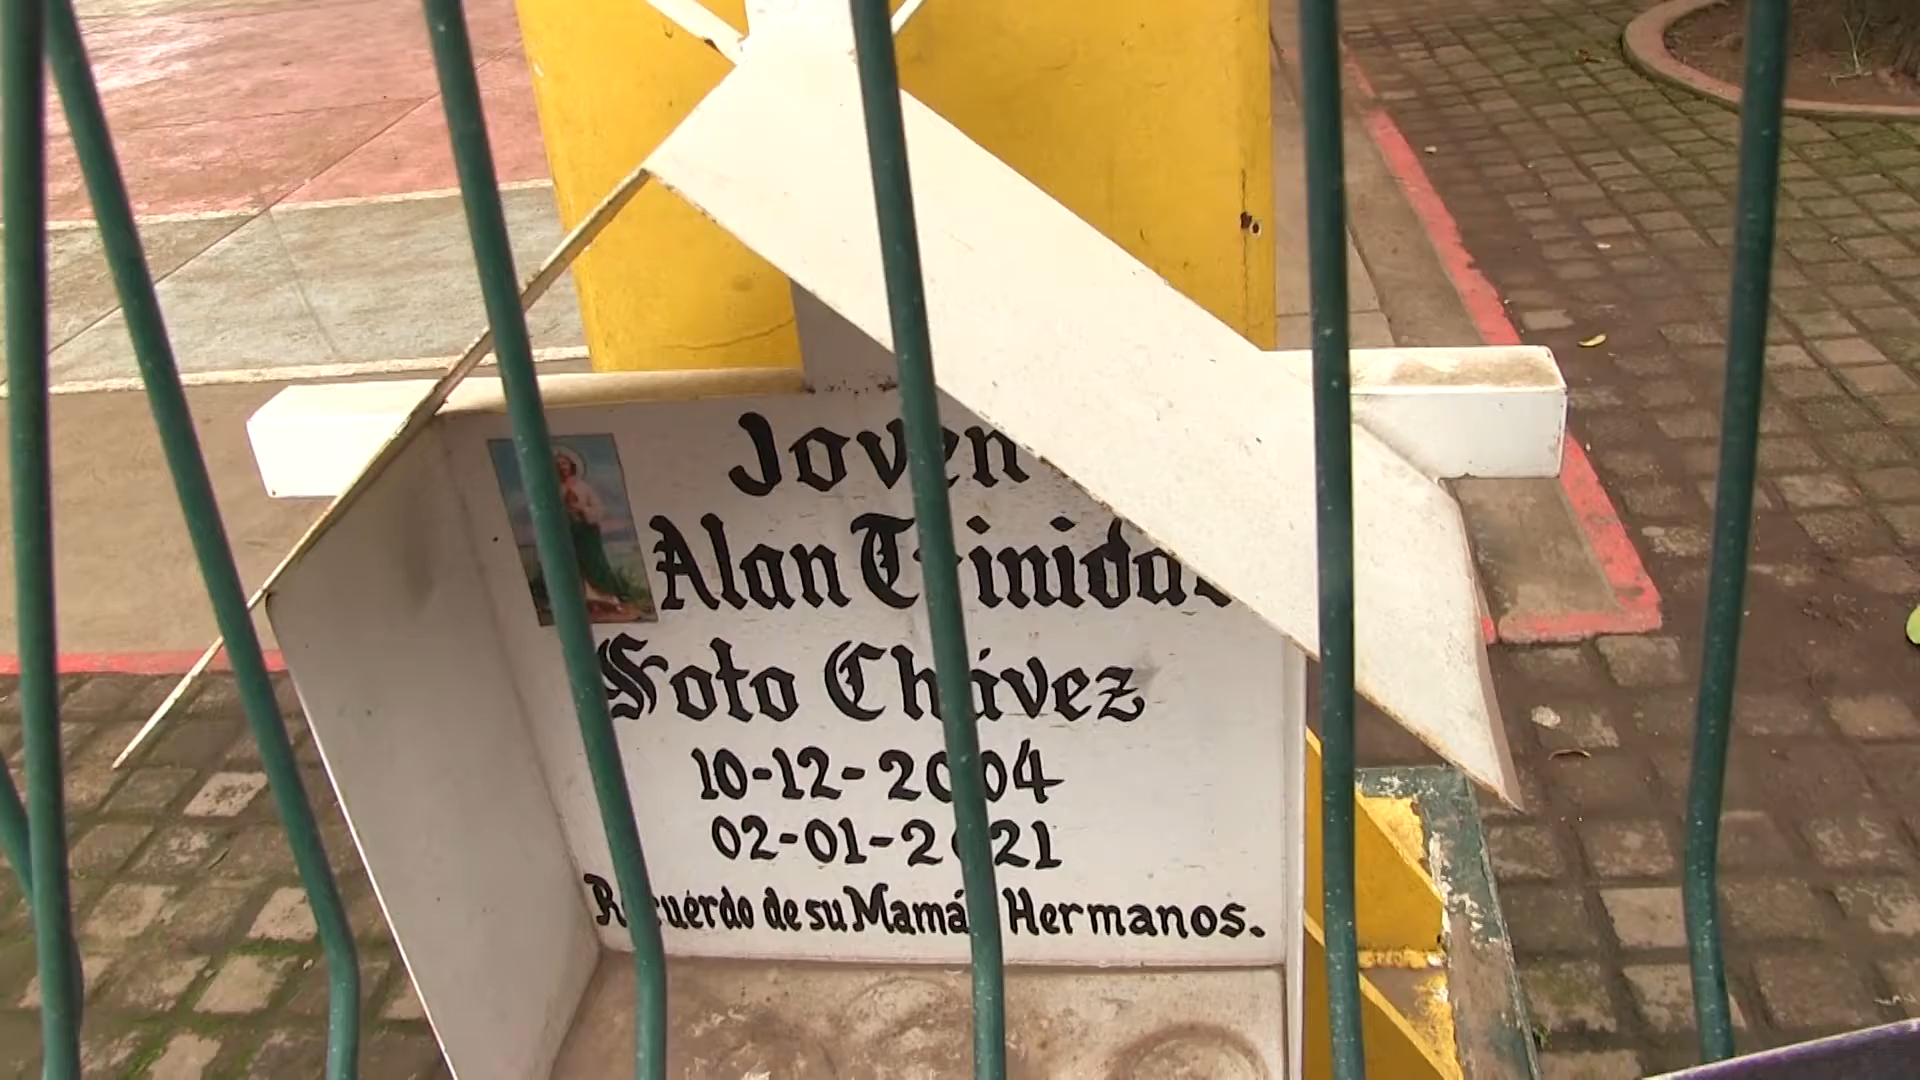 Joven
Alan Trinidad
Soto Chávez
10-12-2004
02-01-2021
Recuerdo de su Mamá Hermanos.